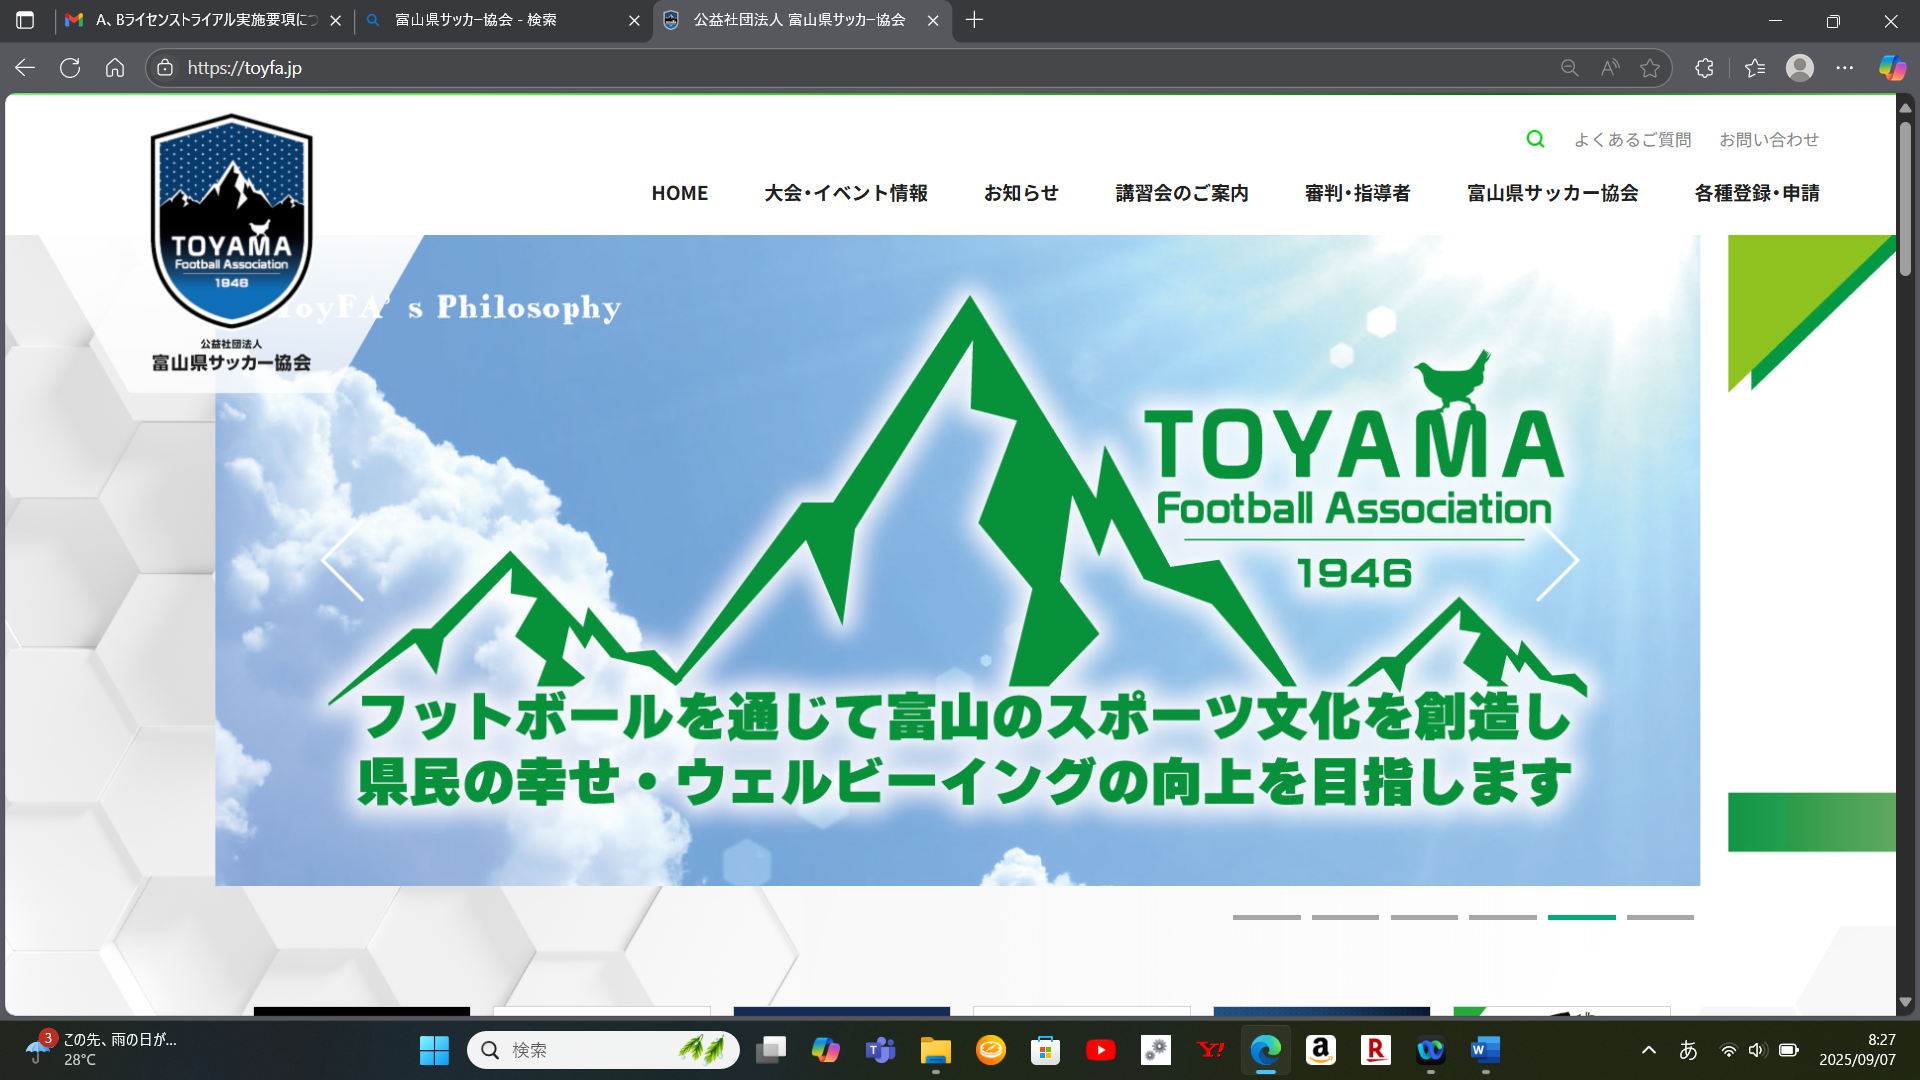 A、Bライセンストライアル実施要項に
富山県サッカー協会 - 検索
公益社団法人 富山県サッカー協会
https://toyfa.jp
よくあるご質問
お問い合わせ
HOME
大会・イベント情報
お知らせ
講習会のご案内
審判・指導者
富山県サッカー協会
各種登録・申請
TOYAMA
Football Association
1946
公益社団法人
富山県サッカー協会
ToyFA's Philosophy
TOYAMA
Football Association
1946
フットボールを通じて富山のスポーツ文化を創造し
県民の幸せ・ウェルビーイングの向上を目指します
3
この先、雨の日が...
28°C
検索
あ
8:27
2025/09/07